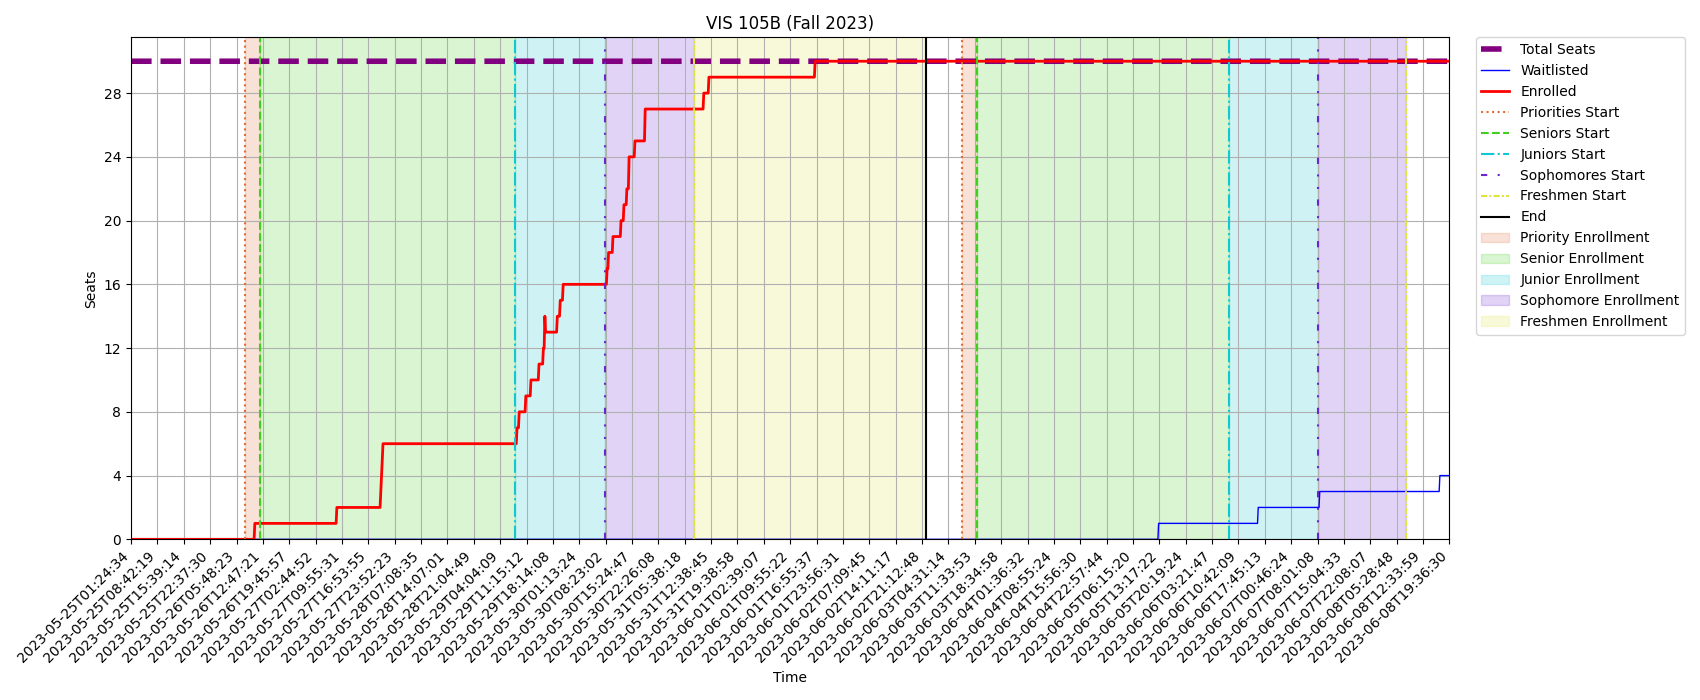 VIS 105B (Fall 2023)
Total Seats
Waitlisted
Enrolled
Priorities Start
Seniors Start
Juniors Start
Sophomores Start
Freshmen Start
End
Priority Enrollment
Senior Enrollment
Junior Enrollment
Sophomore Enrollment
Freshmen Enrollment
Seats
28
24
20
16
12
8
4
0
2023-05-25T01:24:34
2023-05-25T08:42:19
2023-05-25T15:39:14
2023-05-25T22:37:30
2023-05-26T05:48:23
2023-05-26T12:47:21
2023-05-26T19:45:57
2023-05-27T02:44:52
2023-05-27T09:55:31
2023-05-27T16:53:55
2023-05-27T23:52:23
2023-05-28T07:08:35
2023-05-28T14:07:01
2023-05-28T21:04:49
2023-05-29T04:04:09
2023-05-29T11:15:12
2023-05-29T18:14:08
2023-05-30T01:13:24
2023-05-30T08:23:02
2023-05-30T15:24:47
2023-05-30T22:26:08
2023-05-31T05:38:18
2023-05-31T12:38:45
2023-05-31T19:38:58
2023-06-01T02:39:07
2023-06-01T09:55:22
2023-06-01T16:55:37
2023-06-01T23:56:31
2023-06-02T07:09:45
2023-06-02T14:11:17
2023-06-02T21:12:48
2023-06-03T04:31:14
2023-06-03T11:33:53
2023-06-03T18:34:58
2023-06-04T01:36:32
2023-06-04T08:55:24
2023-06-04T15:56:30
2023-06-04T22:57:44
2023-06-05T06:15:20
2023-06-05T13:17:22
2023-06-05T20:19:24
2023-06-06T03:21:47
2023-06-06T10:42:09
2023-06-06T17:45:13
2023-06-07T00:46:24
2023-06-07T08:01:08
2023-06-07T15:04:33
2023-06-07T22:08:07
2023-06-08T05:28:48
2023-06-08T12:33:59
2023-06-08T19:36:30
Time